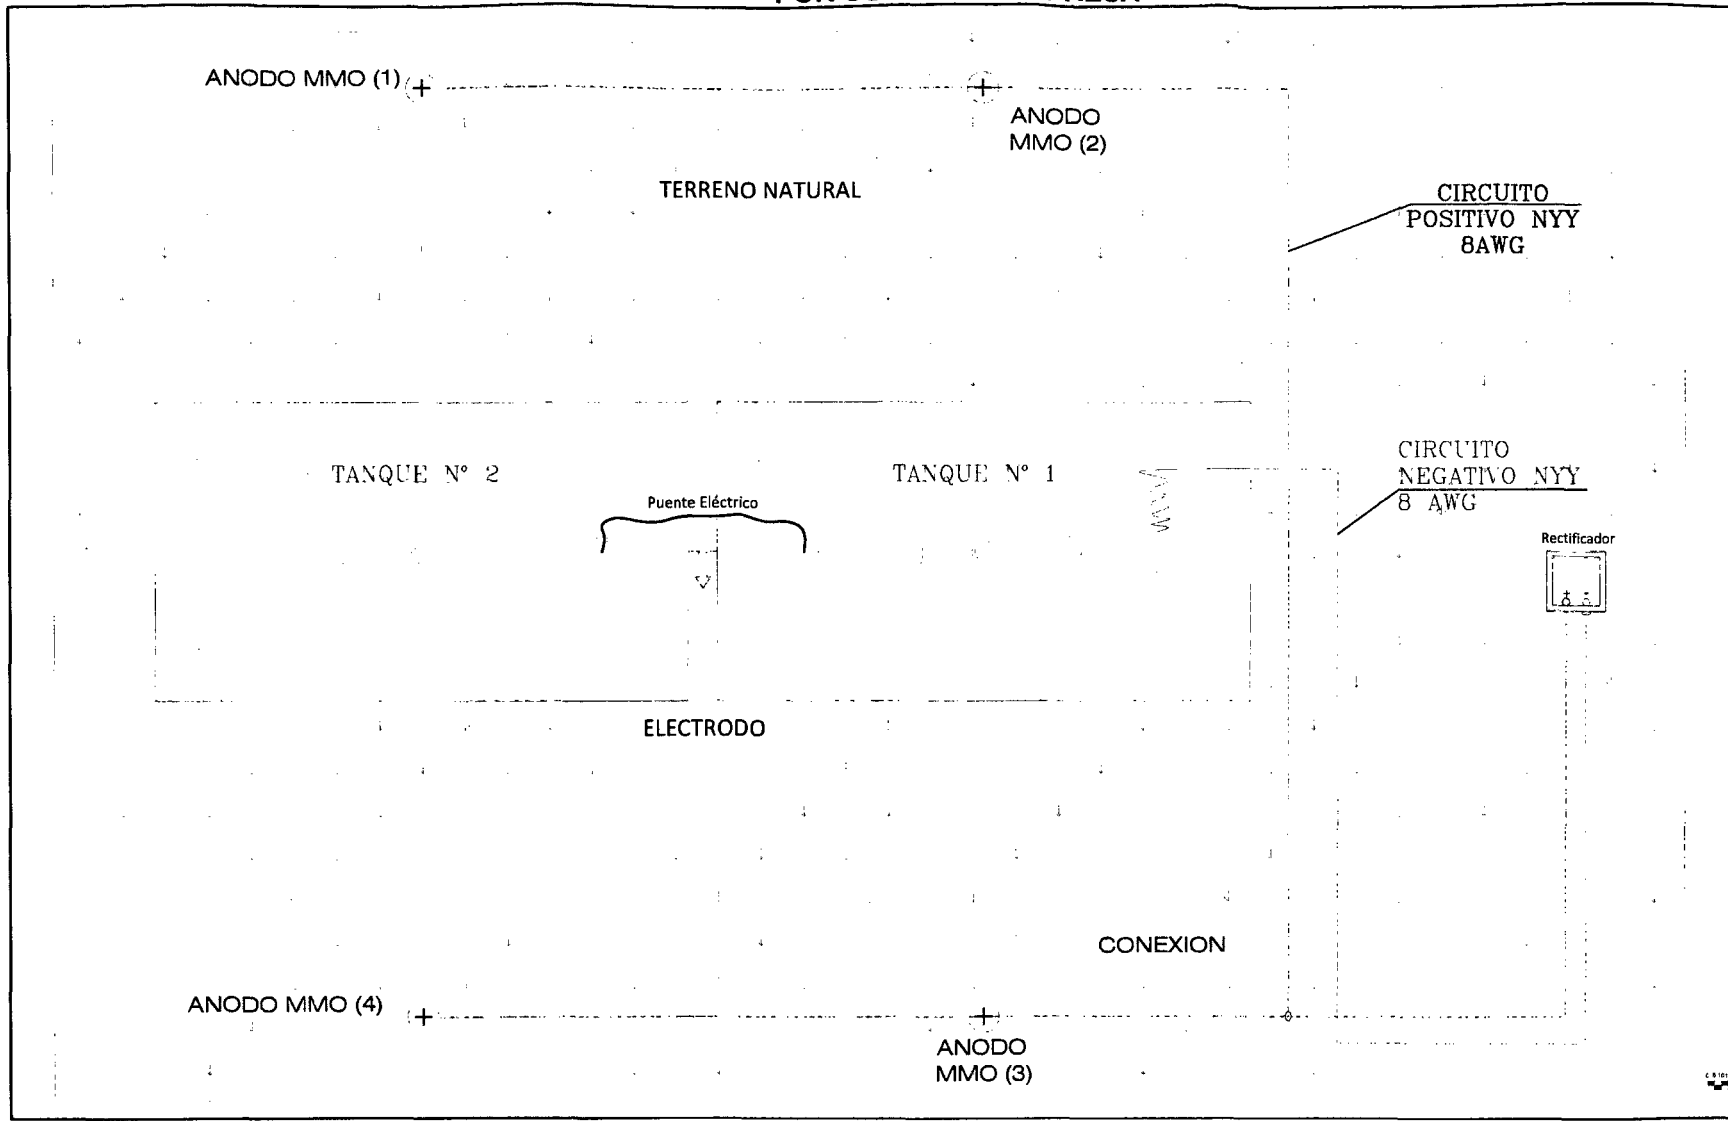 ANODO MMO (1)
ANODO
MMO (2)
TERRENO NATURAL
CIRCUITO
POSITIVO NYY
8AWG
TANQUE N° 2
TANQUE N° 1
CIRCUITO
NEGATIVO NYY
8 AWG
Puente Eléctrico
Rectificador
+ -
ELECTRODO
CONEXION
ANODO MMO (4)
ANODO
MMO (3)